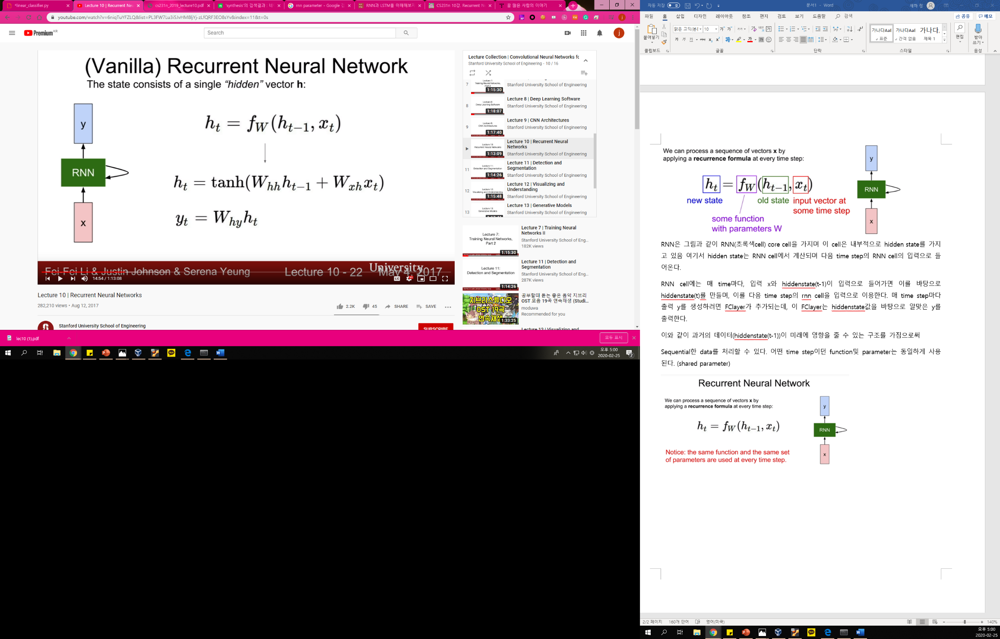 *linear_classifier.py
Lecture 10 | Recurrent Neu
cs231n_2019_lecture10.pdf
'synthesis'의 검색결과 : 네
rnn parameter - Google 검
RNN과 LSTM을 이해해보자
CS231n 10강. Recurrent N
꿈 많은 사람의 이야기
youtube.com/watch?v=6niqTuYFZLQ&list=PL3FW7Lu3i5JvHM8ljYj-zLfQRF3EO8sYv&index=11&t=0s
Premium KR
Search
j
(Vanilla) Recurrent Neural Network
The state consists of a single "hidden" vector h:
y
RNN
x
h_t = f_W(h_{t-1}, x_t)
h_t = tanh(W_{hh}h_{t-1} + W_{xh}x_t)
y_t = W_{hy}h_t
Fei-Fei Li & Justin Johnson & Serena Yeung
Lecture 10 - 22
University
May 4, 2017
14:54 / 1:13:08
Lecture 10 | Recurrent Neural Networks
282,210 views • Aug 12, 2017
2.2K
45
SHARE
SAVE
Stanford University School of Engineering
SUBSCRIBE
Lecture Collection | Convolutional Neural Networks fo
Stanford University School of Engineering - 10 / 16
7
Lecture 7:
Training Neural Networks,
Part 2
1:15:30
Stanford University School of Engineering
8
Lecture 8:
Deep Learning Software
1:18:07
Lecture 8 | Deep Learning Software
Stanford University School of Engineering
9
Lecture 9:
CNN Architectures
1:17:40
Lecture 9 | CNN Architectures
Stanford University School of Engineering
Lecture 10:
Recurrent Neural Networks
1:13:09
Lecture 10 | Recurrent Neural
Networks
Stanford University School of Engineering
11
Lecture 11:
Detection and Segmentation
1:14:26
Lecture 11 | Detection and
Segmentation
Stanford University School of Engineering
12
Lecture 12:
Visualizing and Understanding
1:15:48
Lecture 12 | Visualizing and
Understanding
Stanford University School of Engineering
13
Lecture 13:
Generative Models
Lecture 13 | Generative Models
Stanford University School of Engineering
Lecture 7:
Training Neural Networks,
Part 2
1:15:30
Lecture 7 | Training Neural
Networks II
Stanford University School of Eng...
182K views
Lecture 11:
Detection and Segmentation
1:14:26
Lecture 11 | Detection and
Segmentation
Stanford University School of Eng...
287K views
지브리스튜디오
OST 19곡
연속재생
1:33:25
공부할때 듣는 좋은 음악 지브리
OST 모음 19곡 연속재생 (Studi...
moduwa
Recommended for you
Lecture 12 | Visualizing and
lec10 (1).pdf
모두 표시
오후 5:00
2020-02-25
자동 저장
문서1 - Word
새하 정
파일
홈
삽입
디자인
레이아웃
참조
편지
검토
보기
도움말
검색
공유
메모
붙여넣기
맑은 고딕(본문
10
가나다AaB
표준
가나다AaB
간격 없음
가나다.
제목 1
편집
받아
쓰기
클립보드
글꼴
단락
스타일
음성
We can process a sequence of vectors x by
applying a recurrence formula at every time step:
h_t = f_W(h_{t-1}, x_t)
new state
old state
input vector at
some time step
some function
with parameters W
y
RNN
x
RNN은 그림과 같이 RNN(초록색cell) core cell을 가지며 이 cell은 내부적으로 hidden state를 가지
고 있음 여기서 hidden state는 RNN cell에서 계산되며 다음 time step의 RNN cell의 입력으로 들
어온다.
RNN cell에는 매 time마다, 입력 x와 hiddenstate(t-1)이 입력으로 들어가면 이를 바탕으로
hiddenstate(t)를 만들며, 이를 다음 time step의 rnn cell을 입력으로 이용한다. 매 time step마다
출력 y를 생성하려면 FClayer가 추가되는데, 이 FClayer는 hiddenstate값을 바탕으로 알맞은 y를
출력한다.
이와 같이 과거의 데이터(hiddenstate(t-1))이 미래에 영향을 줄 수 있는 구조를 가짐으로써
Sequential한 data를 처리할 수 있다. 어떤 time step이던 function및 parameter는 동일하게 사용
된다. (shared parameter)
Recurrent Neural Network
We can process a sequence of vectors x by
applying a recurrence formula at every time step:
h_t = f_W(h_{t-1}, x_t)
y
RNN
x
Notice: the same function and the same set
of parameters are used at every time step.
2/2 페이지
160개 단어
영어(미국)
140%
오후 5:00
2020-02-25